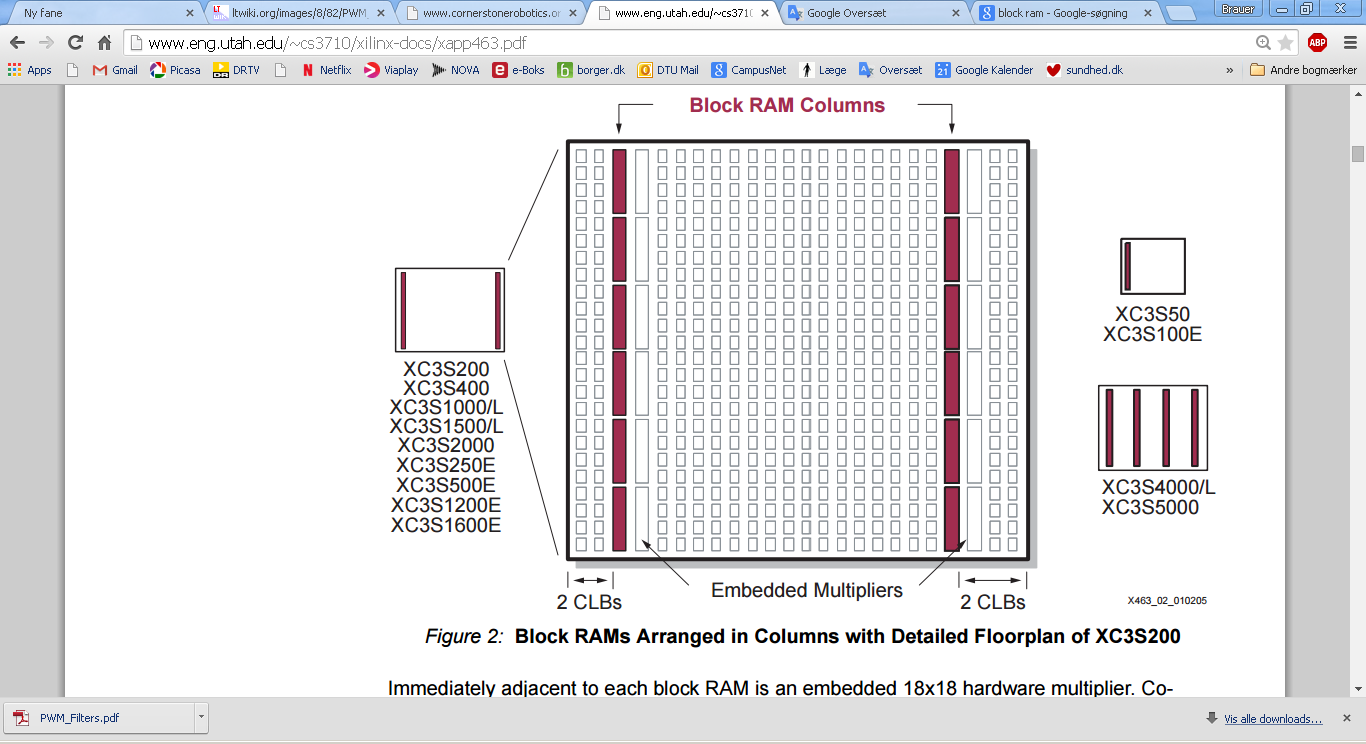 Ny fane
ltwiki.org/images/8/82/PWM_
www.cornerstonerobotics.or
www.eng.utah.edu/~cs3710
Google Oversæt
block ram - Google-søgning
Brauer
www.eng.utah.edu/~cs3710/xilinx-docs/xapp463.pdf
ABP
Apps
Gmail
Picasa
DRTV
Netflix
Viaplay
NOVA
e-Boks
borger.dk
DTU Mail
CampusNet
Læge
Oversæt
Google Kalender
sundhed.dk
»
Andre bogmærker
Block RAM Columns
XC3S200
XC3S400
XC3S1000/L
XC3S1500/L
XC3S2000
XC3S250E
XC3S500E
XC3S1200E
XC3S1600E
XC3S50
XC3S100E
XC3S4000/L
XC3S5000
2 CLBs
Embedded Multipliers
2 CLBs
X463_02_010205
Figure 2: Block RAMs Arranged in Columns with Detailed Floorplan of XC3S200
Immediately adjacent to each block RAM is an embedded 18x18 hardware multiplier. Co-
PWM_Filters.pdf
Vis alle downloads...